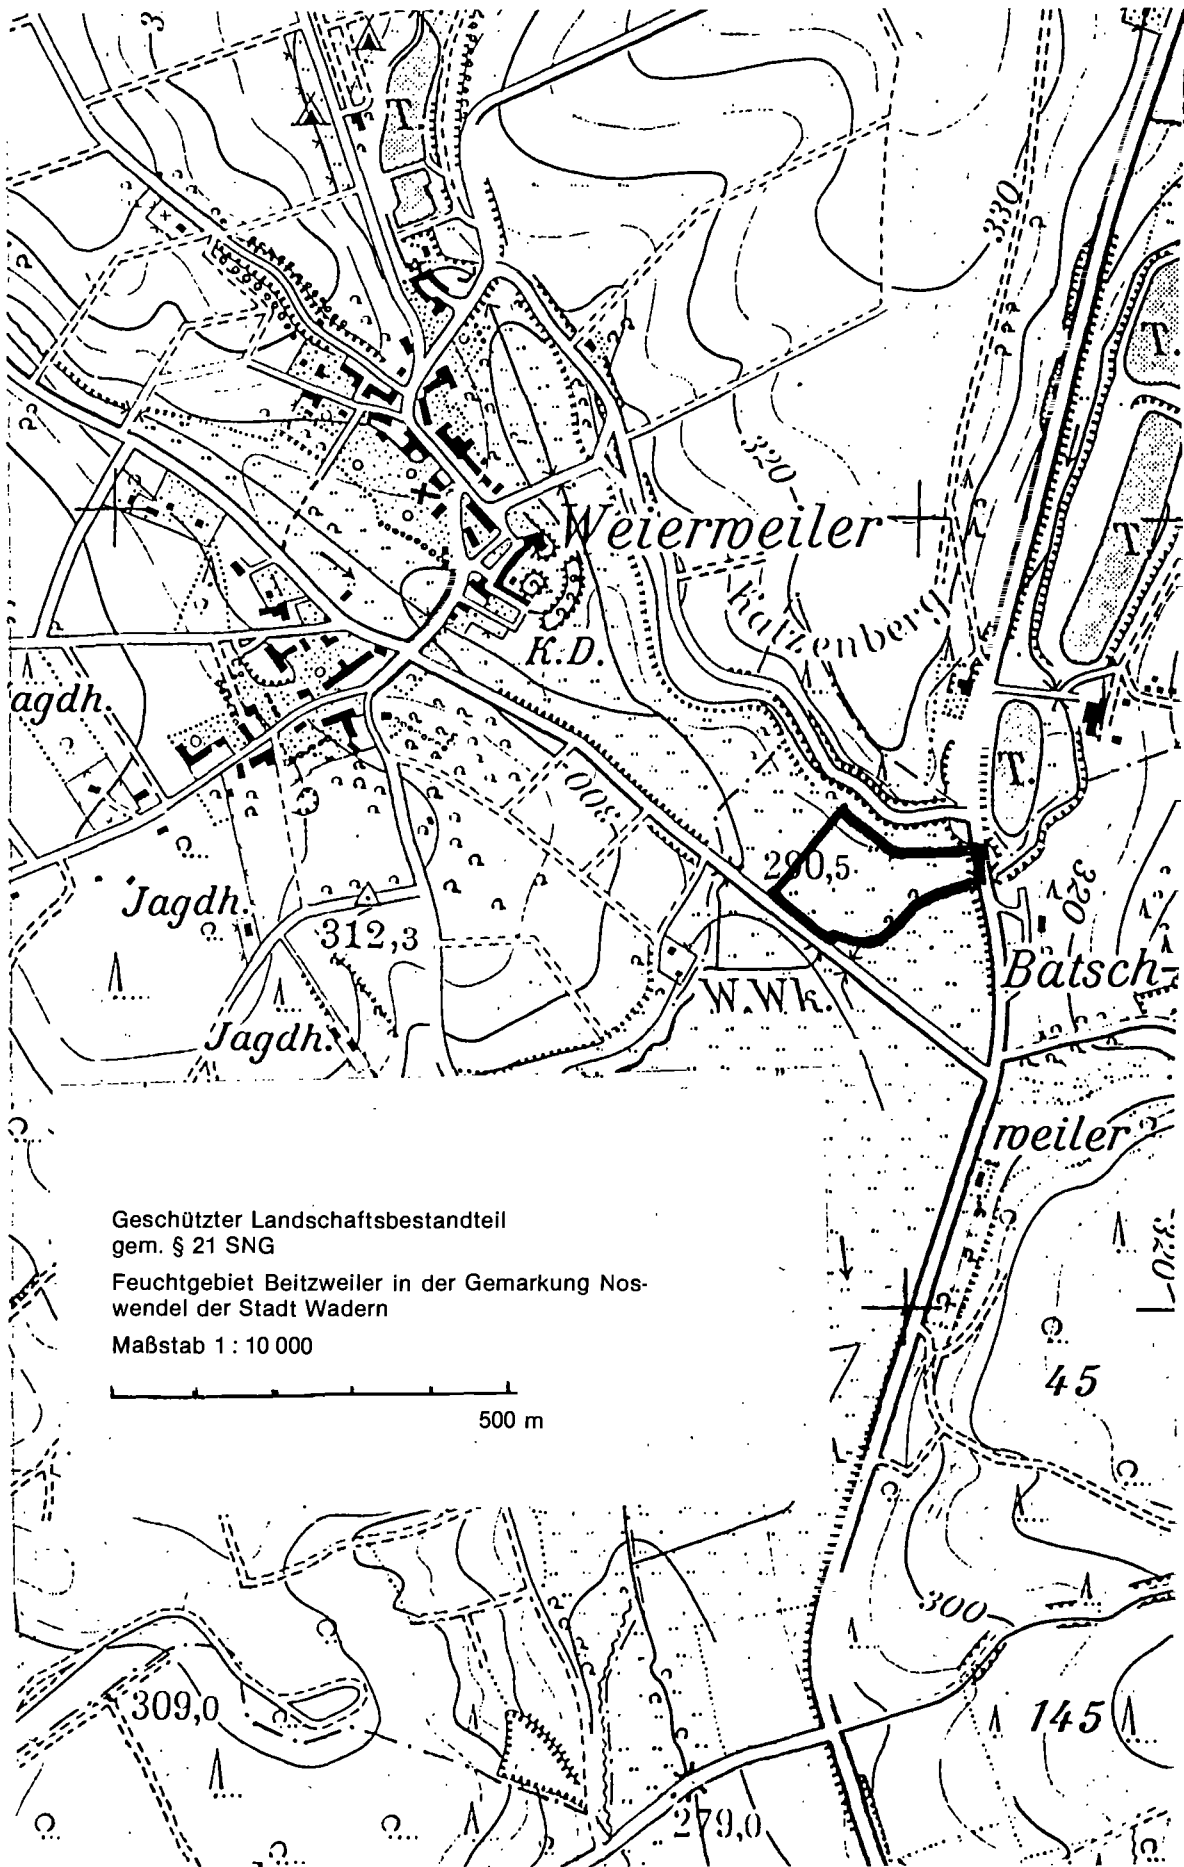 3
T.
330
T.
320
T
Weierweiler
Katzenberg
K.D.
agdh.
T.
300
290,5
320
Jagdh.
312,3
W.Wk.
Batsch-
Jagdh.
weiler
Geschützter Landschaftsbestandteil
gem. § 21 SNG
Feuchtgebiet Beitzweiler in der Gemarkung Nos-
wendel der Stadt Wadern
Maßstab 1 : 10 000
500 m
320
45
300
309,0
145
279,0